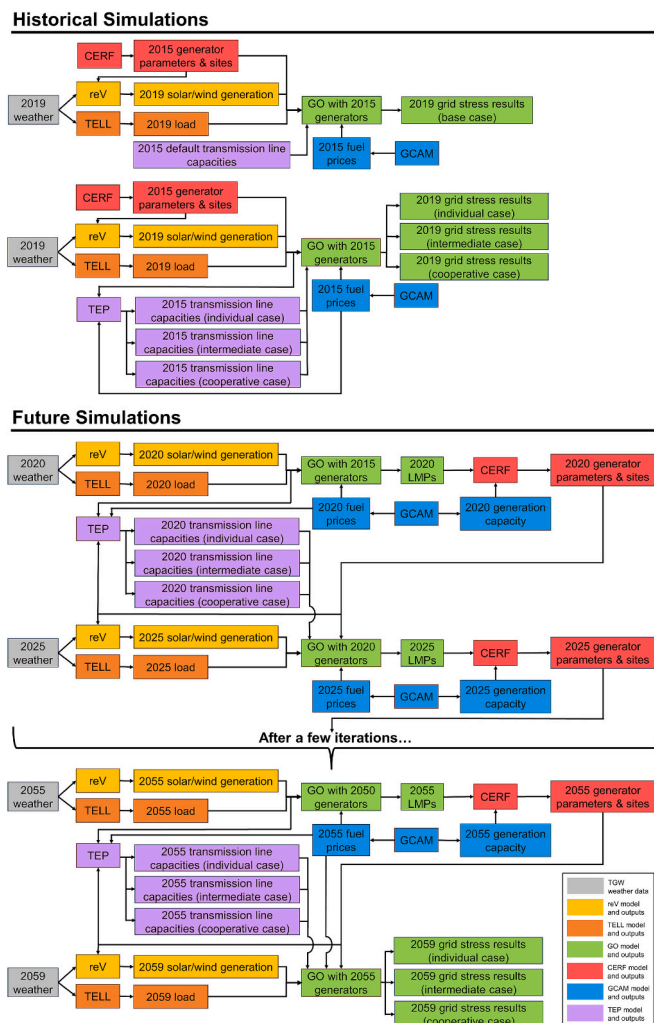 Historical Simulations
CERF
2015 generator
parameters & sites
2019
weather
reV
2019 solar/wind generation
TELL
2019 load
GO with 2015
generators
2019 grid stress results
(base case)
2015 default transmission line
capacities
2015 fuel
prices
GCAM
CERF
2015 generator
parameters & sites
2019
weather
reV
2019 solar/wind generation
TELL
2019 load
GO with 2015
generators
2019 grid stress results
(individual case)
2019 grid stress results
(intermediate case)
2019 grid stress results
(cooperative case)
TEP
2015 transmission line
capacities (individual case)
2015 transmission line
capacities (intermediate case)
2015 transmission line
capacities (cooperative case)
2015 fuel
prices
GCAM
Future Simulations
2020
weather
reV
2020 solar/wind generation
TELL
2020 load
GO with 2015
generators
2020
LMPs
CERF
2020 generator
parameters & sites
TEP
2020 transmission line
capacities (individual case)
2020 transmission line
capacities (intermediate case)
2020 transmission line
capacities (cooperative case)
2020 fuel
prices
GCAM
2020 generation
capacity
2025
weather
reV
2025 solar/wind generation
TELL
2025 load
GO with 2020
generators
2025
LMPs
CERF
2025 generator
parameters & sites
2025 fuel
prices
GCAM
2025 generation
capacity
After a few iterations...
2055
weather
reV
2055 solar/wind generation
TELL
2055 load
GO with 2050
generators
2055
LMPs
CERF
2055 generator
parameters & sites
TEP
2055 transmission line
capacities (individual case)
2055 transmission line
capacities (intermediate case)
2055 transmission line
capacities (cooperative case)
2055 fuel
prices
GCAM
2055 generation
capacity
2059
weather
reV
2059 solar/wind generation
TELL
2059 load
GO with 2055
generators
2059 grid stress results
(individual case)
2059 grid stress results
(intermediate case)
2059 grid stress results
(cooperative case)
TGW
weather data
reV model
and outputs
TELL model
and outputs
GO model
and outputs
CERF model
and outputs
GCAM model
and outputs
TEP model
and outputs